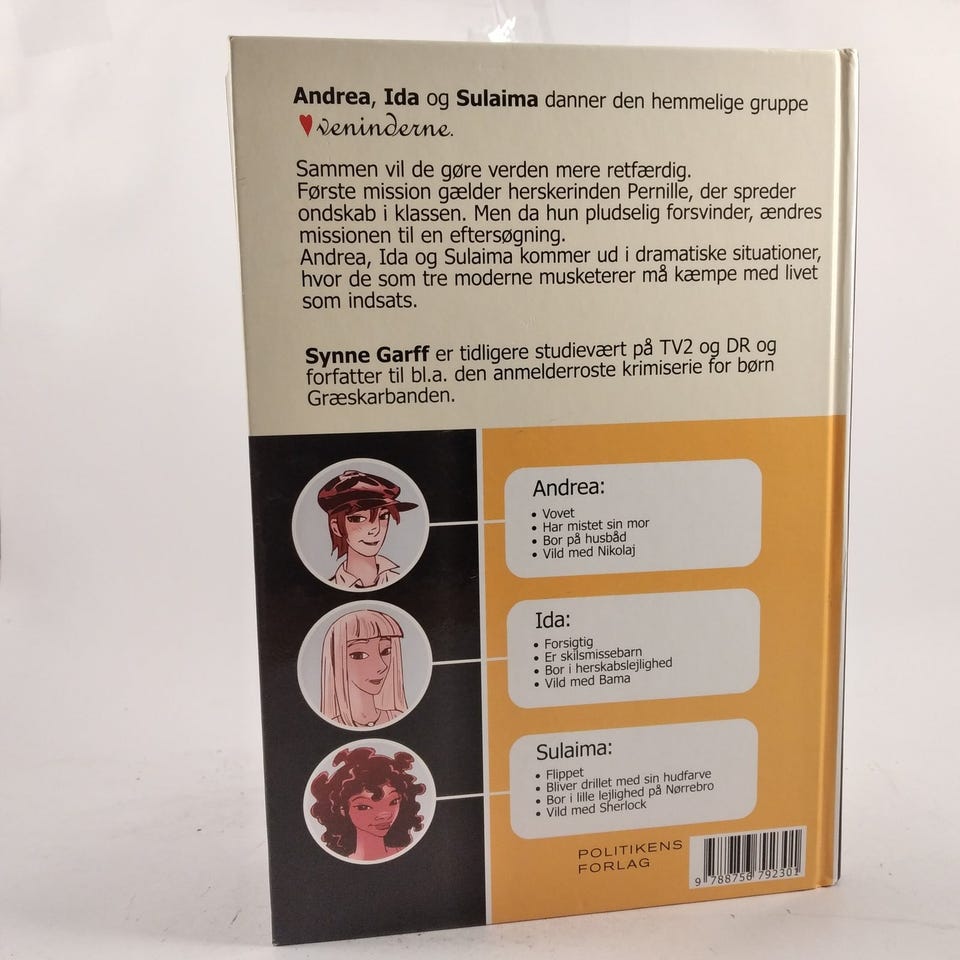 Andrea, Ida og Sulaima danner den hemmelige gruppe
♥veninderne.
Sammen vil de gøre verden mere retfærdig.
Første mission gælder herskerinden Pernille, der spreder
ondskab i klassen. Men da hun pludselig forsvinder, ændres
missionen til en eftersøgning.
Andrea, Ida og Sulaima kommer ud i dramatiske situationer,
hvor de som tre moderne musketerer må kæmpe med livet
som indsats.
Synne Garff er tidligere studievært på TV2 og DR og
forfatter til bl.a. den anmelderroste krimiserie for børn
Græskarbanden.
Andrea:
• Vovet
• Har mistet sin mor
• Bor på husbåd
• Vild med Nikolaj
Ida:
• Forsigtig
• Er skilsmissebarn
• Bor i herskabslejlighed
• Vild med Bama
Sulaima:
• Flippet
• Bliver drillet med sin hudfarve
• Bor i lille lejlighed på Nørrebro
• Vild med Sherlock
POLITIKENS
FORLAG
9 788756 792301